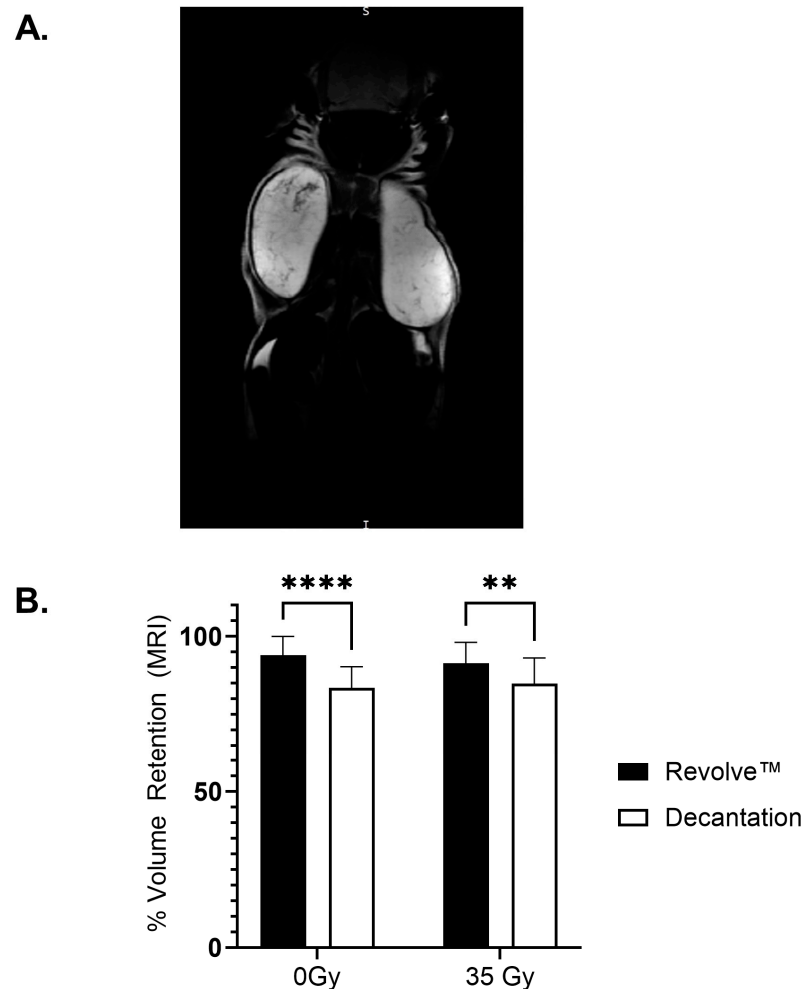 A.
S
I
B.
**** **
% Volume Retention (MRI)
100
50
0
0Gy 35 Gy
Revolve™
Decantation